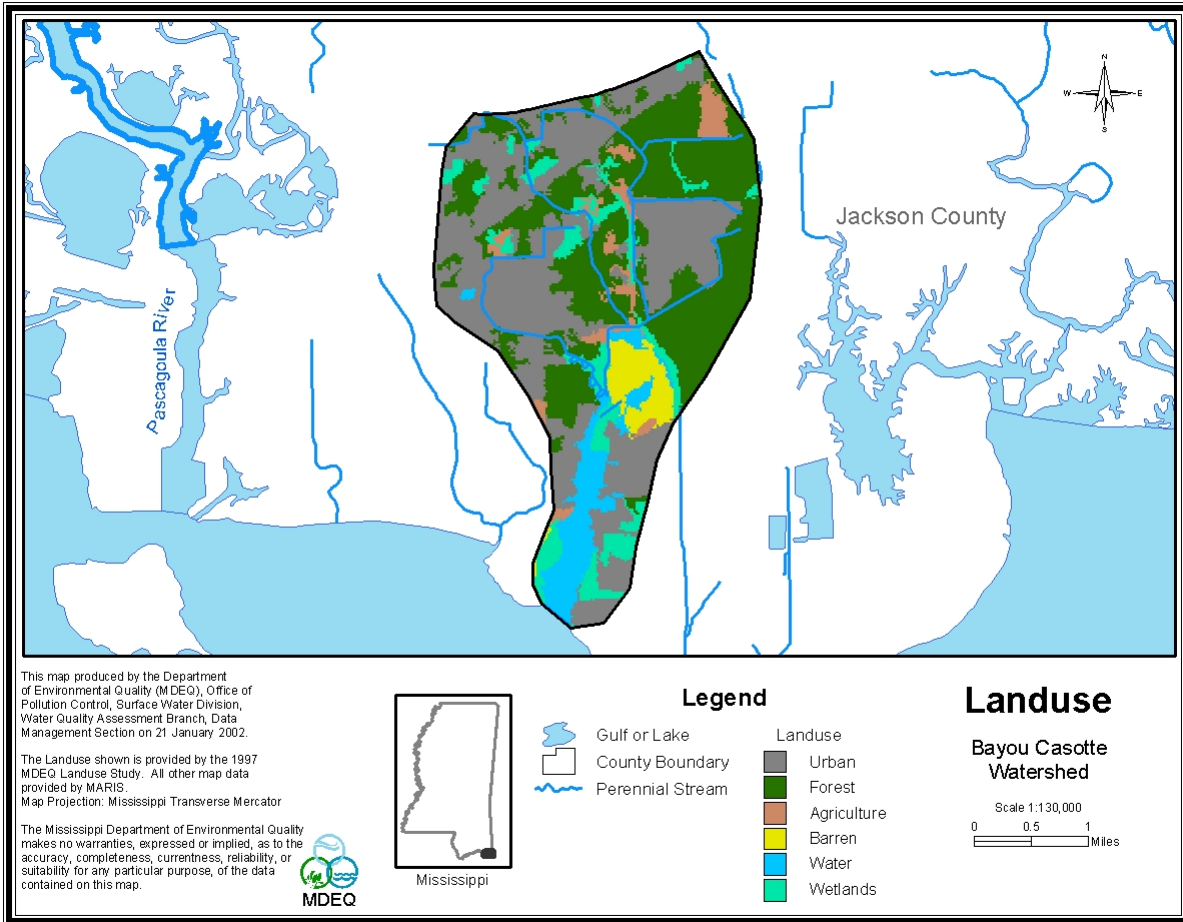 N
W
E
S
Jackson County
Pascagoula River
This map produced by the Department
of Environmental Quality (MDEQ), Office of
Pollution Control, Surface Water Division,
Water Quality Assessment Branch, Data
Management Section on 21 January 2002.
The Landuse shown is provided by the 1997
MDEQ Landuse Study. All other map data
provided by MARIS.
Map Projection: Mississippi Transverse Mercator
The Mississippi Department of Environmental Quality
makes no warranties, expressed or implied, as to the
accuracy, completeness, currentness, reliability, or
suitability for any particular purpose, of the data
contained on this map.
MDEQ
Mississippi
Legend
Gulf or Lake
County Boundary
Perennial Stream
Landuse
Urban
Forest
Agriculture
Barren
Water
Wetlands
Landuse
Bayou Casotte
Watershed
Scale 1:130,000
0 0.5 1
Miles